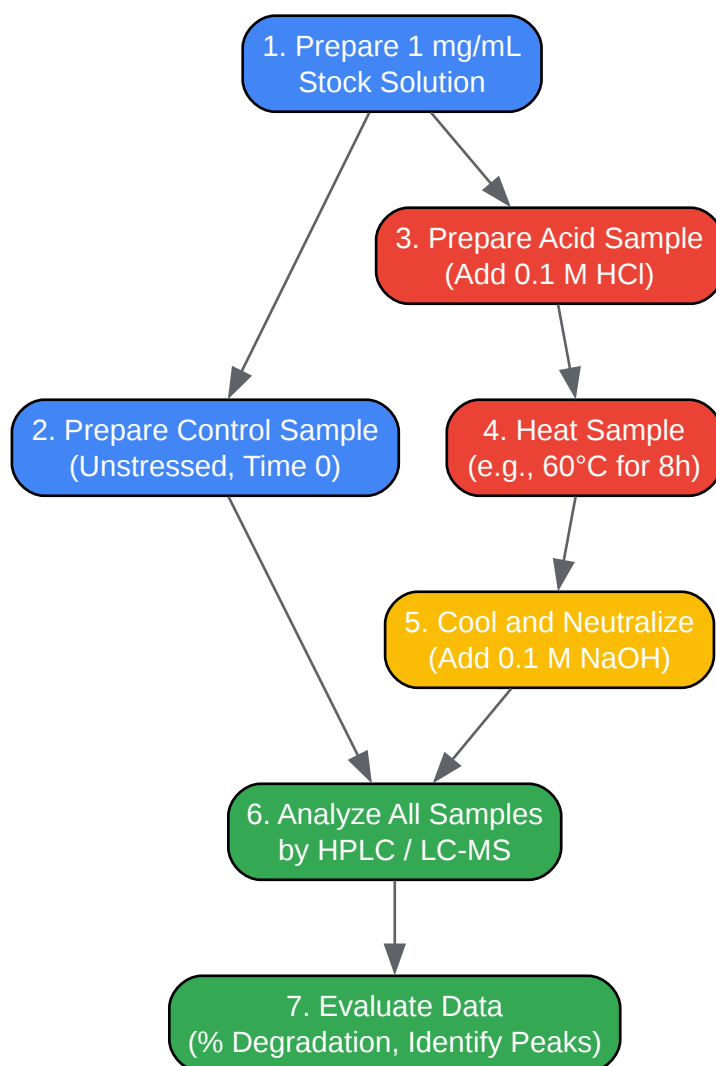 1. Prepare 1 mg/mL
Stock Solution
3. Prepare Acid Sample
(Add 0.1 M HCl)
2. Prepare Control Sample
(Unstressed, Time 0)
4. Heat Sample
(e.g., 60°C for 8h)
5. Cool and Neutralize
(Add 0.1 M NaOH)
6. Analyze All Samples
by HPLC / LC-MS
7. Evaluate Data
(% Degradation, Identify Peaks)